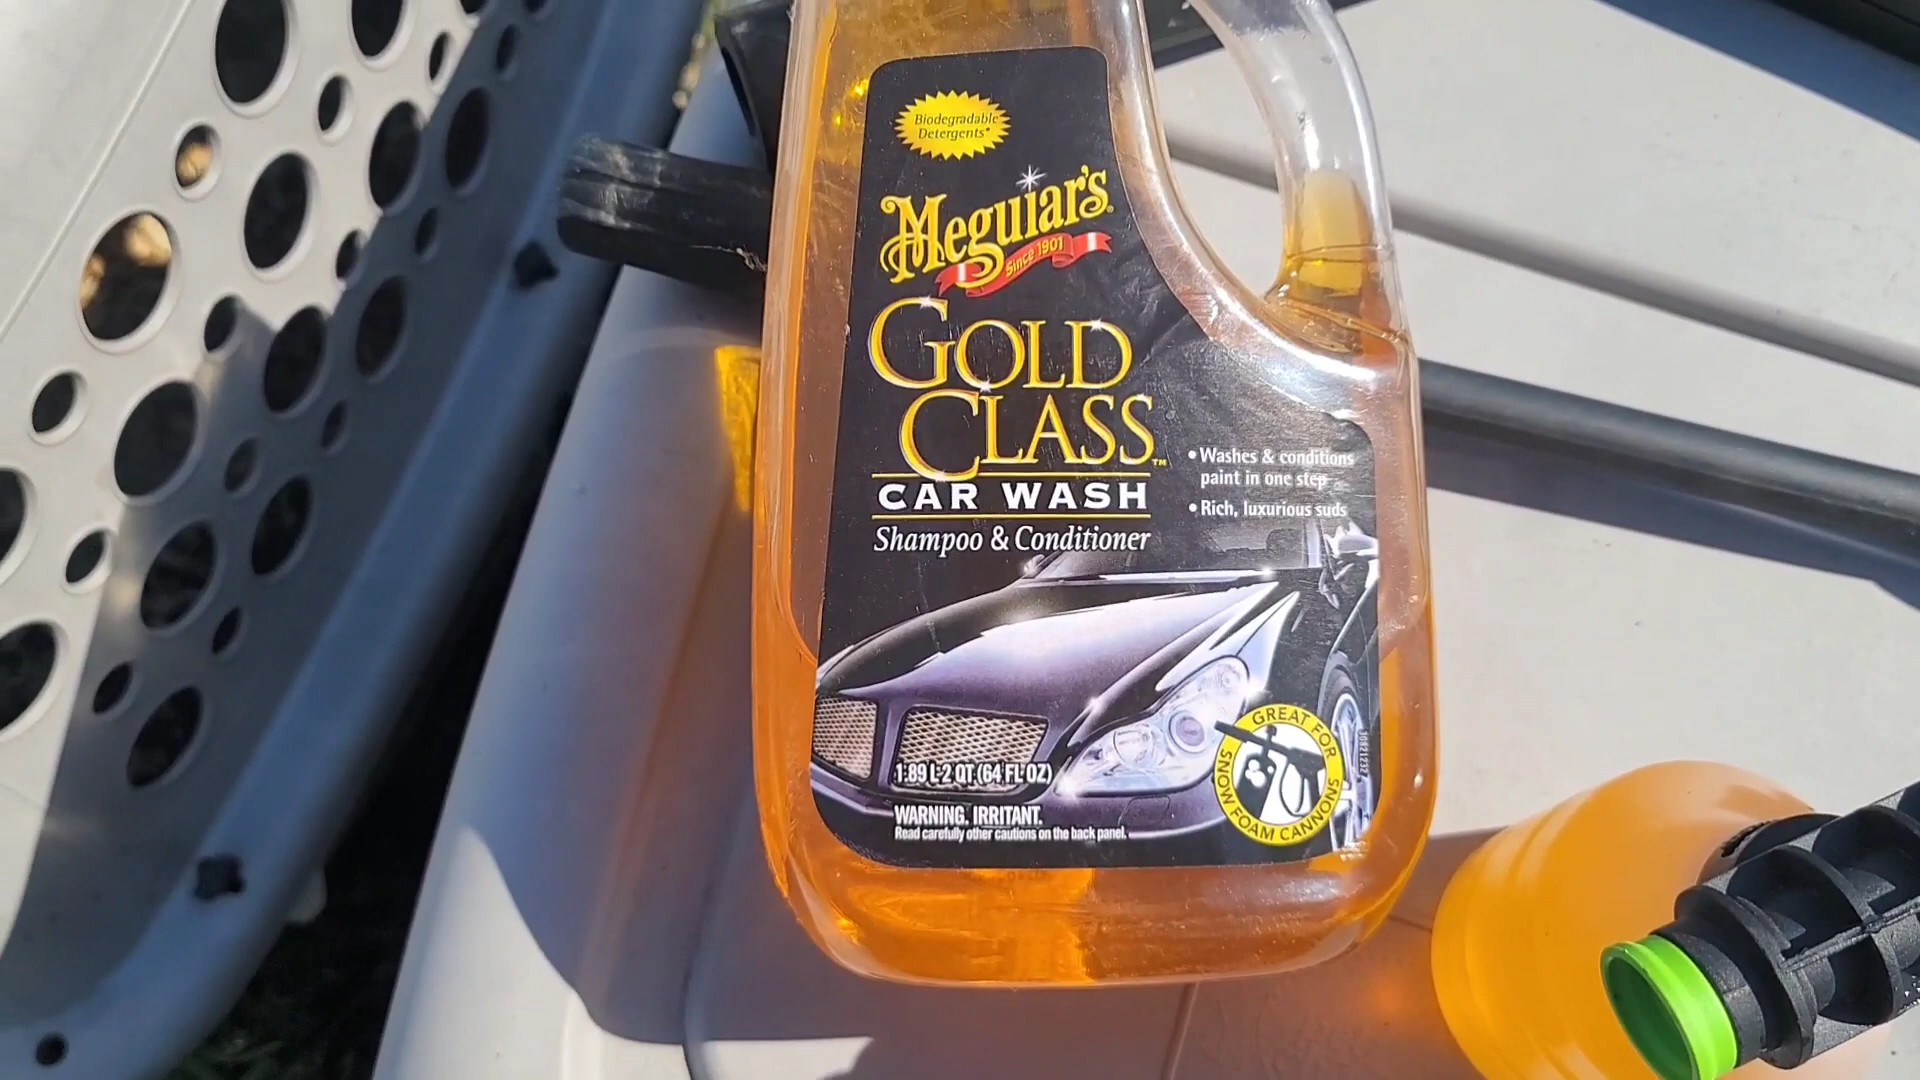 Biodegradable
Detergents*
Meguiar's®
Since 1901
GOLD
CLASS™
CAR WASH
Shampoo & Conditioner
• Washes & conditions
paint in one step
• Rich, luxurious suds
GREAT FOR
SNOW FOAM CANNONS
1.89 L-2 QT (64 FL OZ)
WARNING. IRRITANT.
Read carefully other cautions on the back panel.